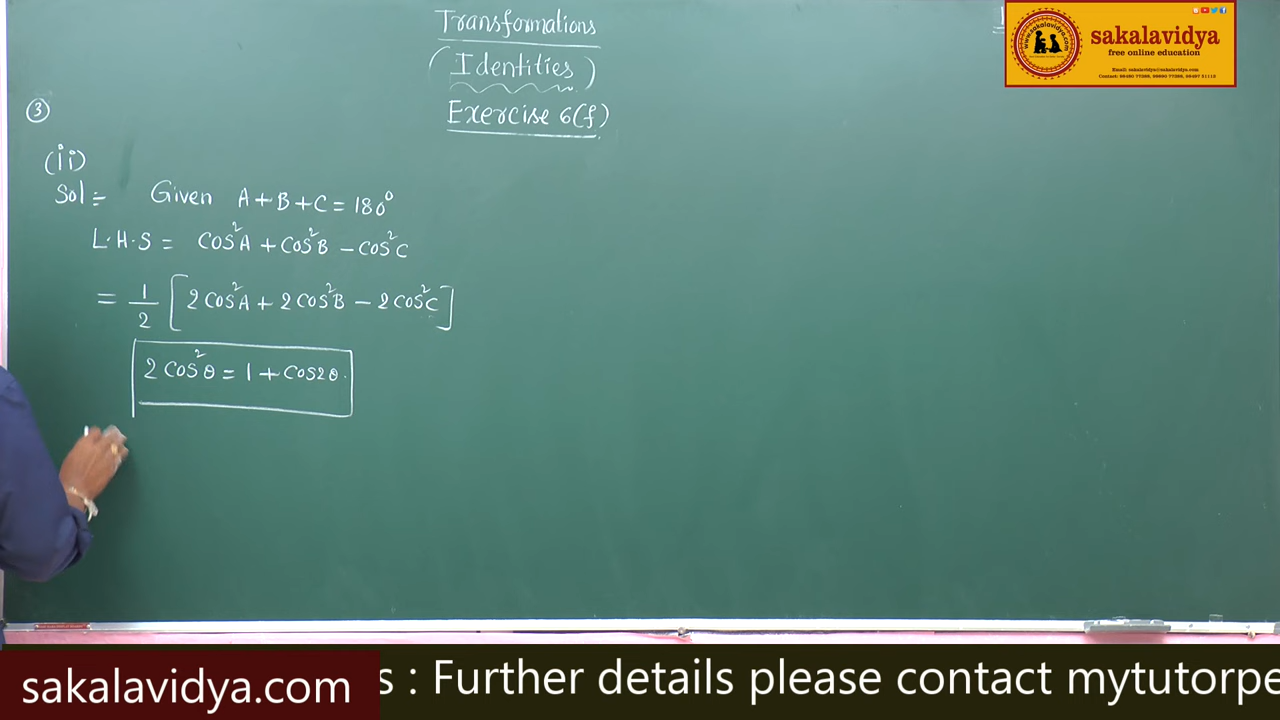 Transformations
(Identities)
Exercise 6(f)
③
(ii)
Sol:- Given A+B+C=180°
L.H.S = cos²A + cos²B − cos²C
= 1/2 [2cos²A + 2cos²B − 2cos²C]
2cos²θ = 1 + cos2θ.
sakalavidya
free online education
sakalavidya.com
s : Further details please contact mytutorpe